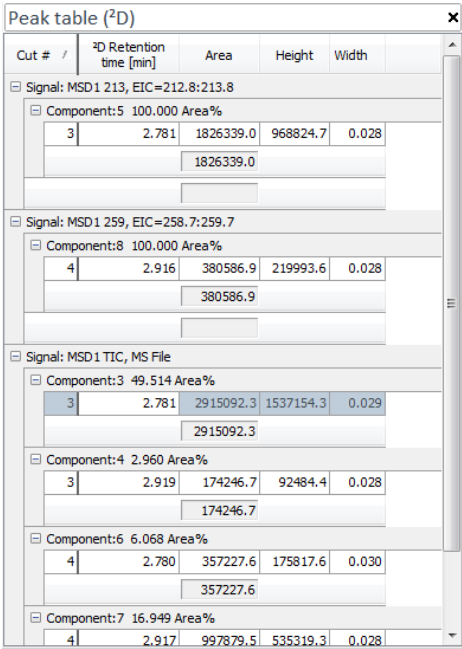 Peak table (²D)
Cut # / ²D Retention time [min] Area Height Width
Signal: MSD1 213, EIC=212.8:213.8
Component:5 100.000 Area%
3 2.781 1826339.0 968824.7 0.028
1826339.0
Signal: MSD1 259, EIC=258.7:259.7
Component:8 100.000 Area%
4 2.916 380586.9 219993.6 0.028
380586.9
Signal: MSD1 TIC, MS File
Component:3 49.514 Area%
3 2.781 2915092.3 1537154.3 0.029
2915092.3
Component:4 2.960 Area%
3 2.919 174246.7 92484.4 0.028
174246.7
Component:6 6.068 Area%
4 2.780 357227.6 175817.6 0.030
357227.6
Component:7 16.949 Area%
4 2.917 997879.5 535319.3 0.028